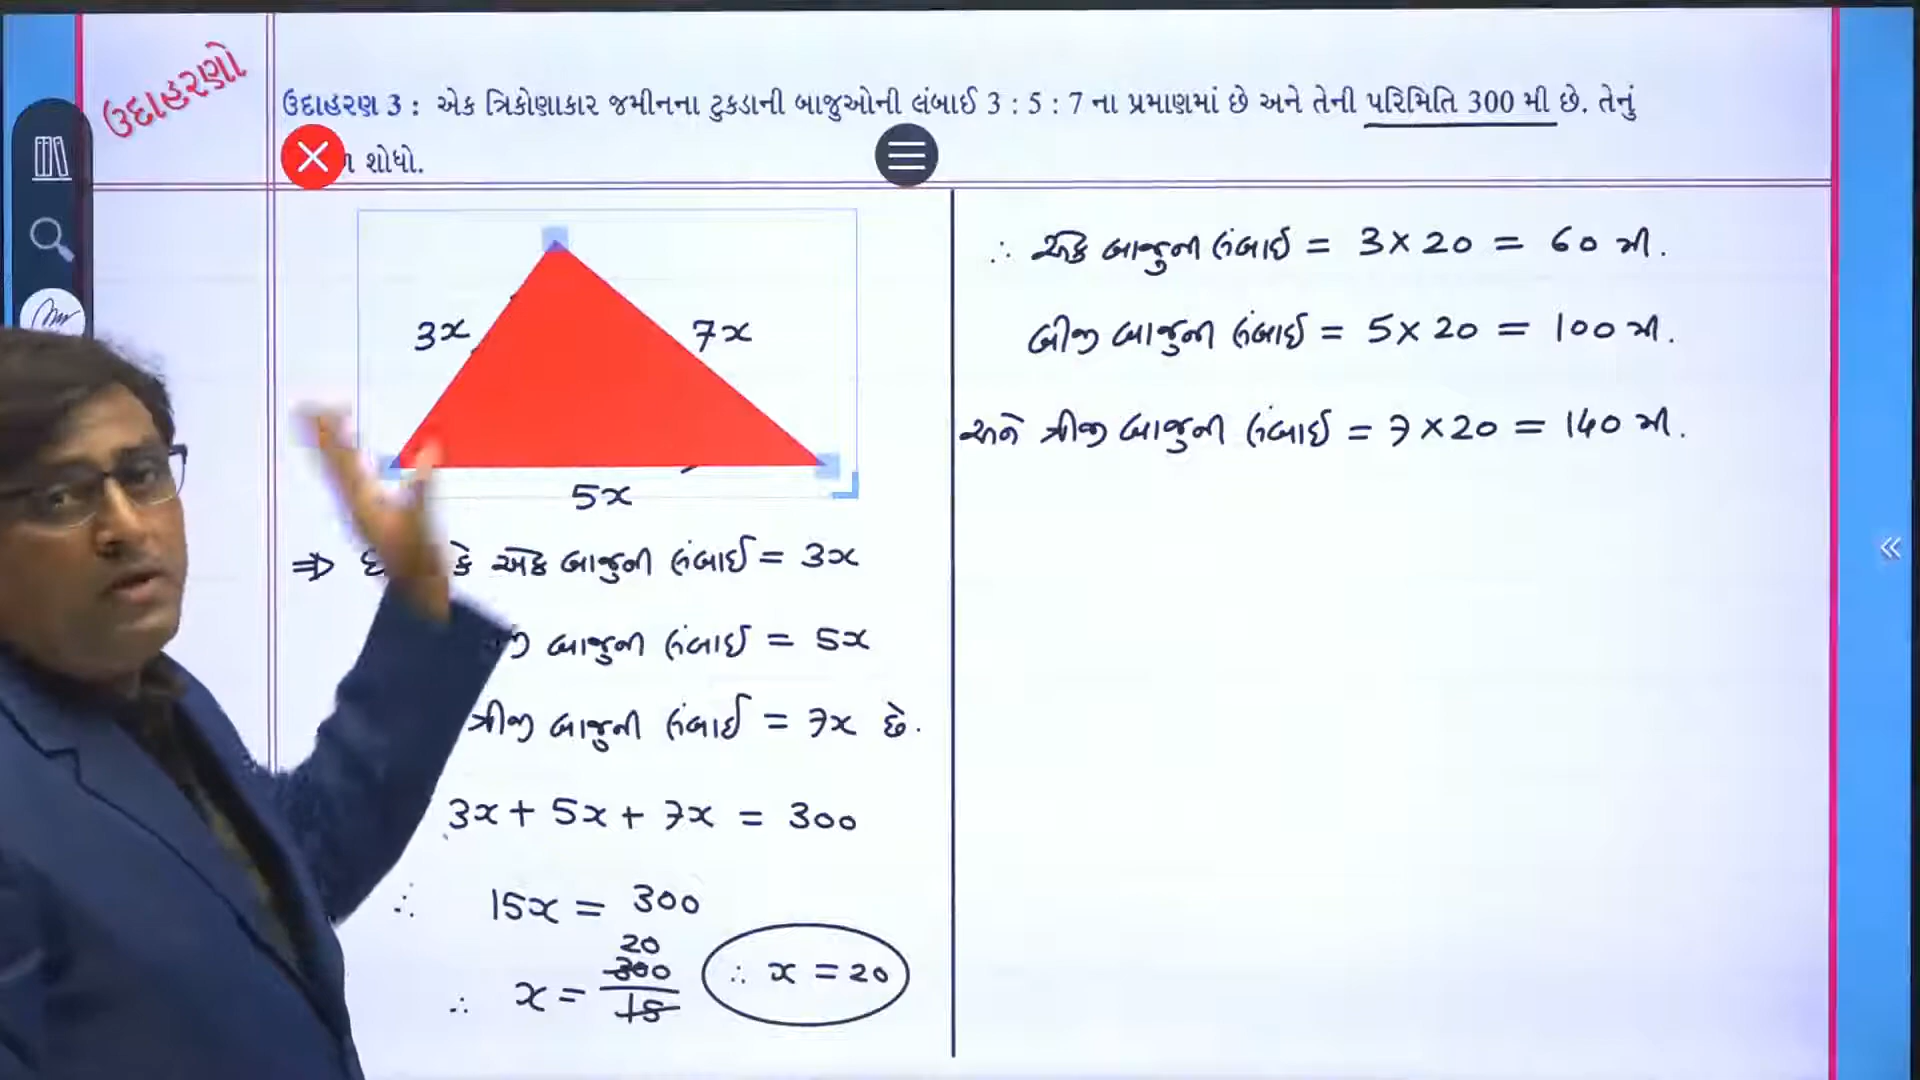 ઉદાહરણો
ઉદાહરણ 3 : એક ત્રિકોણાકાર જમીનના ટુકડાની બાજુઓની લંબાઈ 3 : 5 : 7 ના પ્રમાણમાં છે અને તેની પરિમિતિ 300 મી છે. તેનું
શોધો.
3x
7x
5x
⇒ કે એક બાજુની લંબાઈ = 3x
બાજુની લંબાઈ = 5x
ત્રીજી બાજુની લંબાઈ = 7x છે.
3x + 5x + 7x = 300
∴ 15x = 300
20
∴ x = 300/15
∴ x = 20
∴ એક બાજુની લંબાઈ = 3 × 20 = 60 મી.
બીજી બાજુની લંબાઈ = 5 × 20 = 100 મી.
અને ત્રીજી બાજુની લંબાઈ = 7 × 20 = 140 મી.